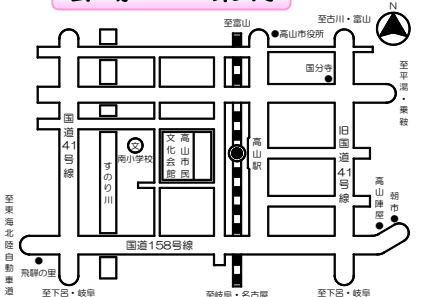 至富山
至古川・富山
N
高山市役所
国分寺
至平湯・乗鞍
国道41号線
文
南小学校
高山市民
文化会館
高山駅
旧国道41号線
すのり川
高山陣屋
朝市
至東海北陸自動車道
国道158号線
飛騨の里
至下呂・岐阜
至岐阜・名古屋
至下呂・岐阜